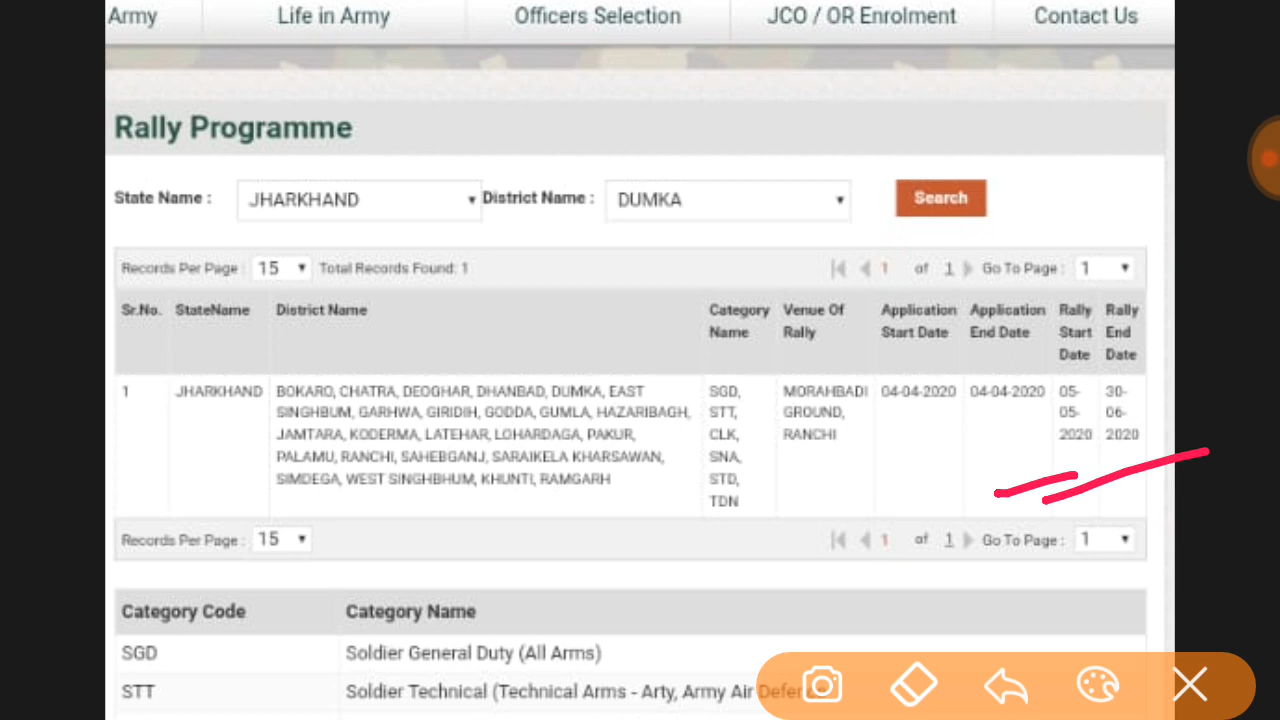 Army Life in Army Officers Selection JCO / OR Enrolment Contact Us
Rally Programme
State Name : JHARKHAND District Name : DUMKA Search
Records Per Page : 15 Total Records Found: 1 1 of 1 Go To Page : 1
Sr.No. StateName District Name Category Name Venue Of Rally Application Start Date Application End Date Rally Start Date Rally End Date
1 JHARKHAND BOKARO, CHATRA, DEOGHAR, DHANBAD, DUMKA, EAST
SINGHBUM, GARHWA, GIRIDIH, GODDA, GUMLA, HAZARIBAGH,
JAMTARA, KODERMA, LATEHAR, LOHARDAGA, PAKUR,
PALAMU, RANCHI, SAHEBGANJ, SARAIKELA KHARSAWAN,
SIMDEGA, WEST SINGHBHUM, KHUNTI, RAMGARH
SGD,
STT,
CLK,
SNA,
STD,
TDN
MORAHBADI
GROUND,
RANCHI
04-04-2020 04-04-2020
05-
05-
2020
30-
06-
2020
Records Per Page : 15 1 of 1 Go To Page : 1
Category Code Category Name
SGD Soldier General Duty (All Arms)
STT Soldier Technical (Technical Arms - Arty, Army Air